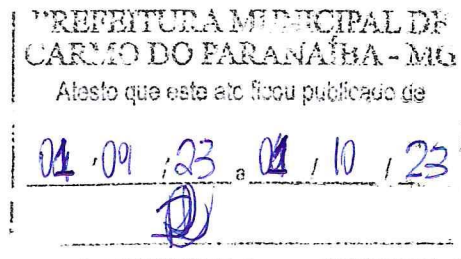 PREFEITURA MUNICIPAL DE
CARMO DO PARANAÍBA - MG
Atesto que este ato ficou publicado de
01 / 09 / 23 a 01 / 10 / 23